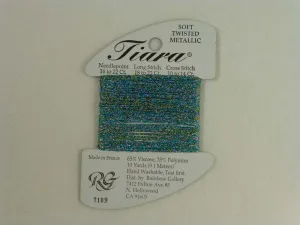 SOFT
TWISTED
METALLIC
Tiara®
Needlepoint Long Stitch Cross Stitch
16 to 22 Ct. 18 to 22 Ct. 10 to 14 Ct.
Made in France
RG
T109
65% Viscose, 35% Polyester
10 Yards (9.1 Meters)
Hand Washable, Test First
Dist. by: Rainbow Gallery
7412 Fulton Ave #5
N. Hollywood
CA 91605